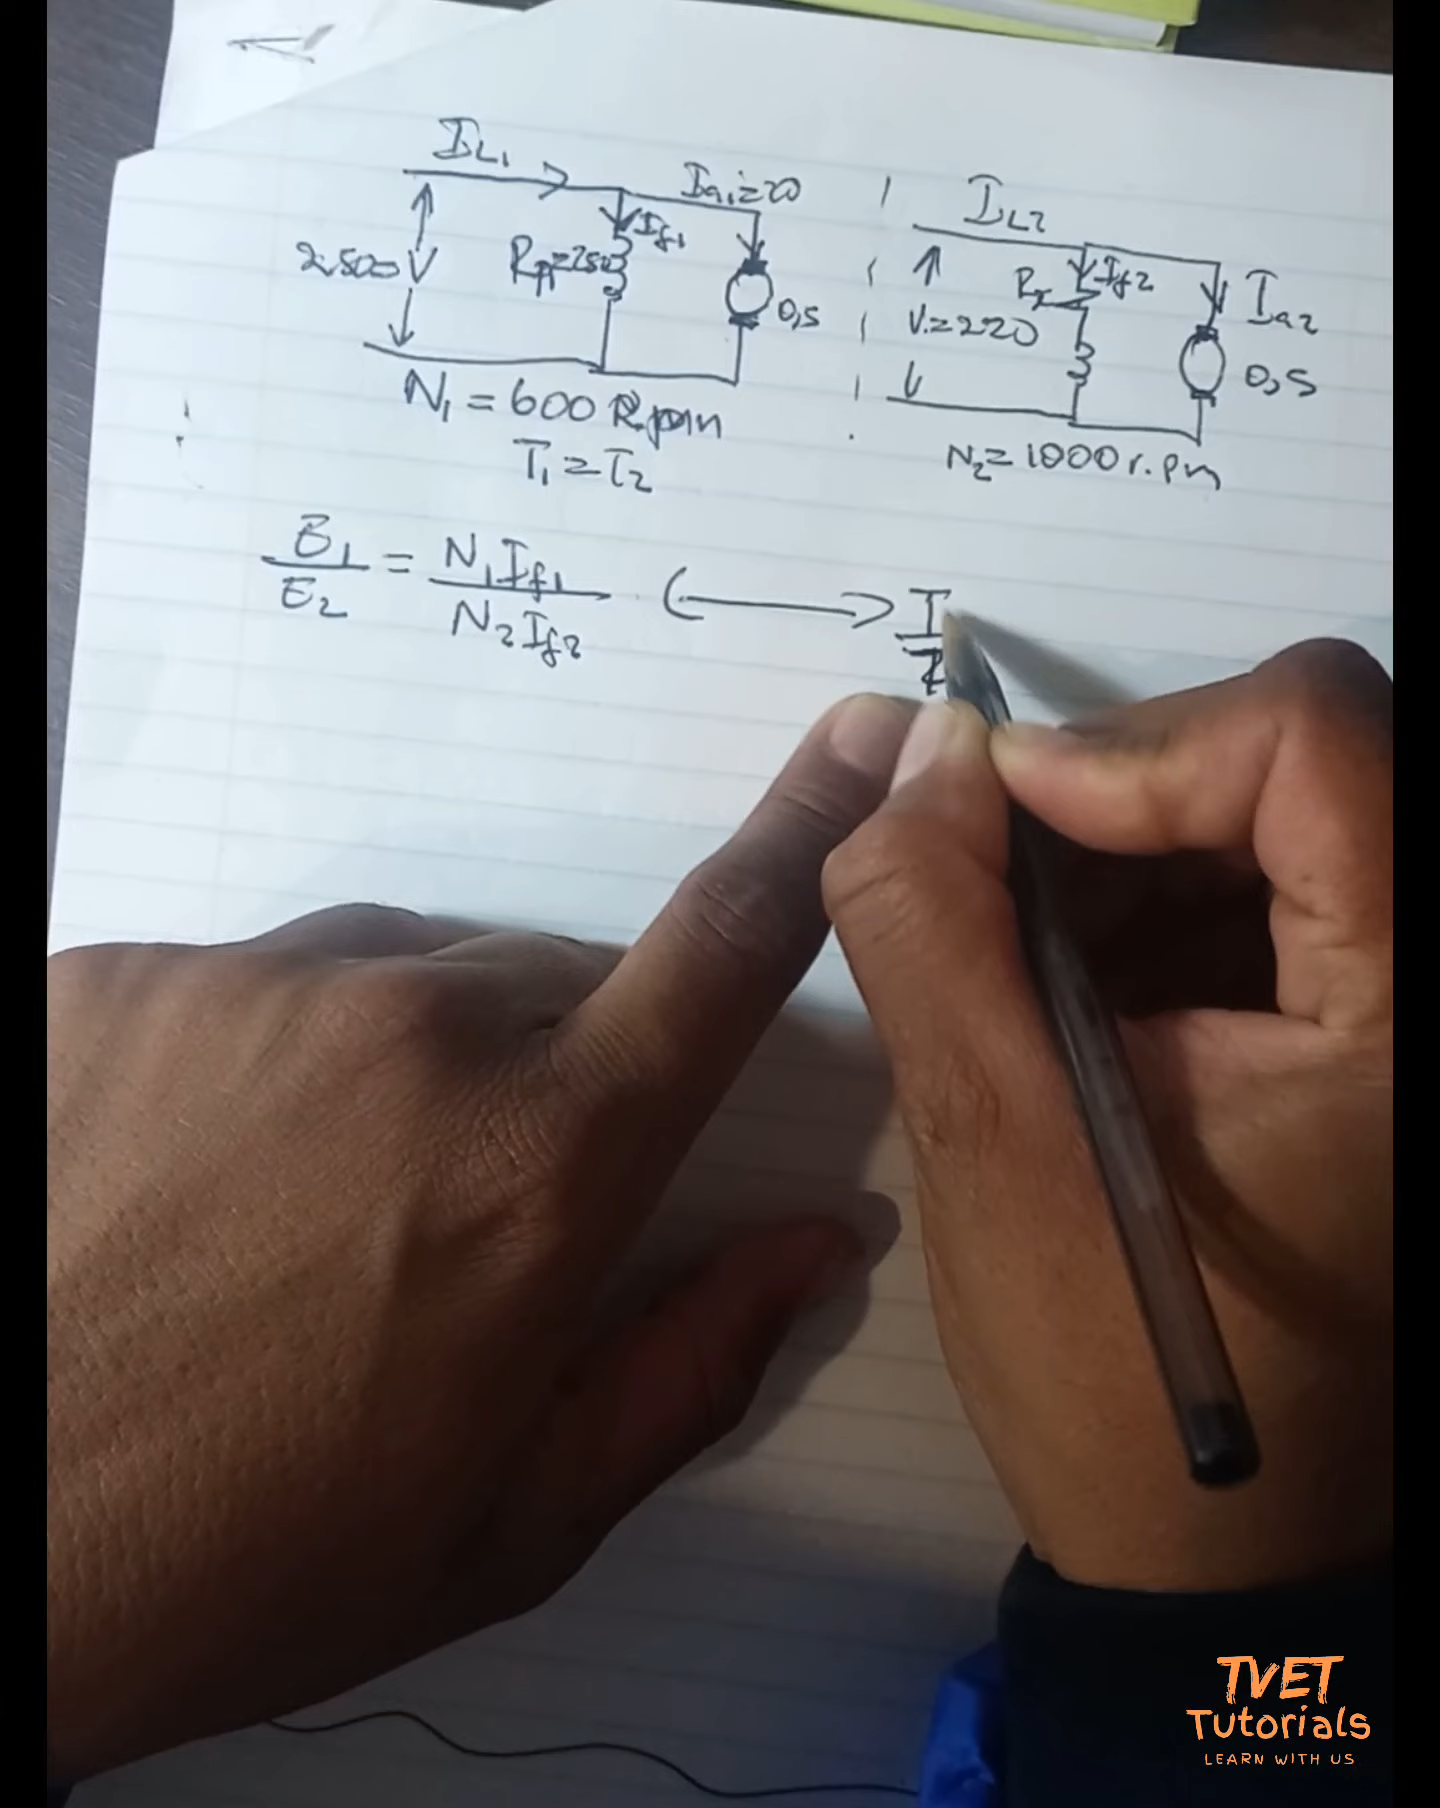 IL1
Ia1=20
If1
250 V
Rf1=250
0,5
N1 = 600 R.pm
T1 = T2
IL2
If2
Rx
Ia2
V=220
0,5
N2=1000 r.pm
E1/E2 = N1If1/N2If2
TVET
Tutorials
LEARN WITH US